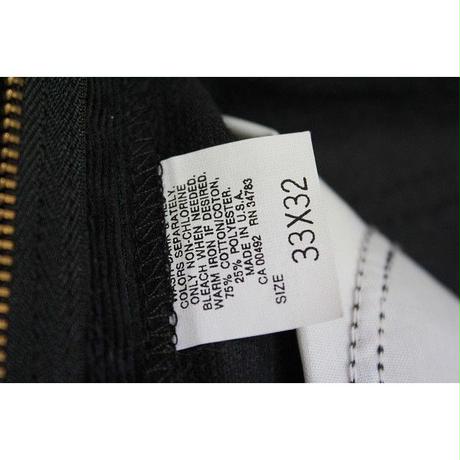 COLORS SEPARATELY.
ONLY NON-CHLORINE
BLEACH WHEN NEEDED.
WARM IRON IF DESIRED.
75% COTTON/COTON,
25% POLYESTER.
MADE IN U.S.A.
CA 00492 RN 34783
SIZE 33X32